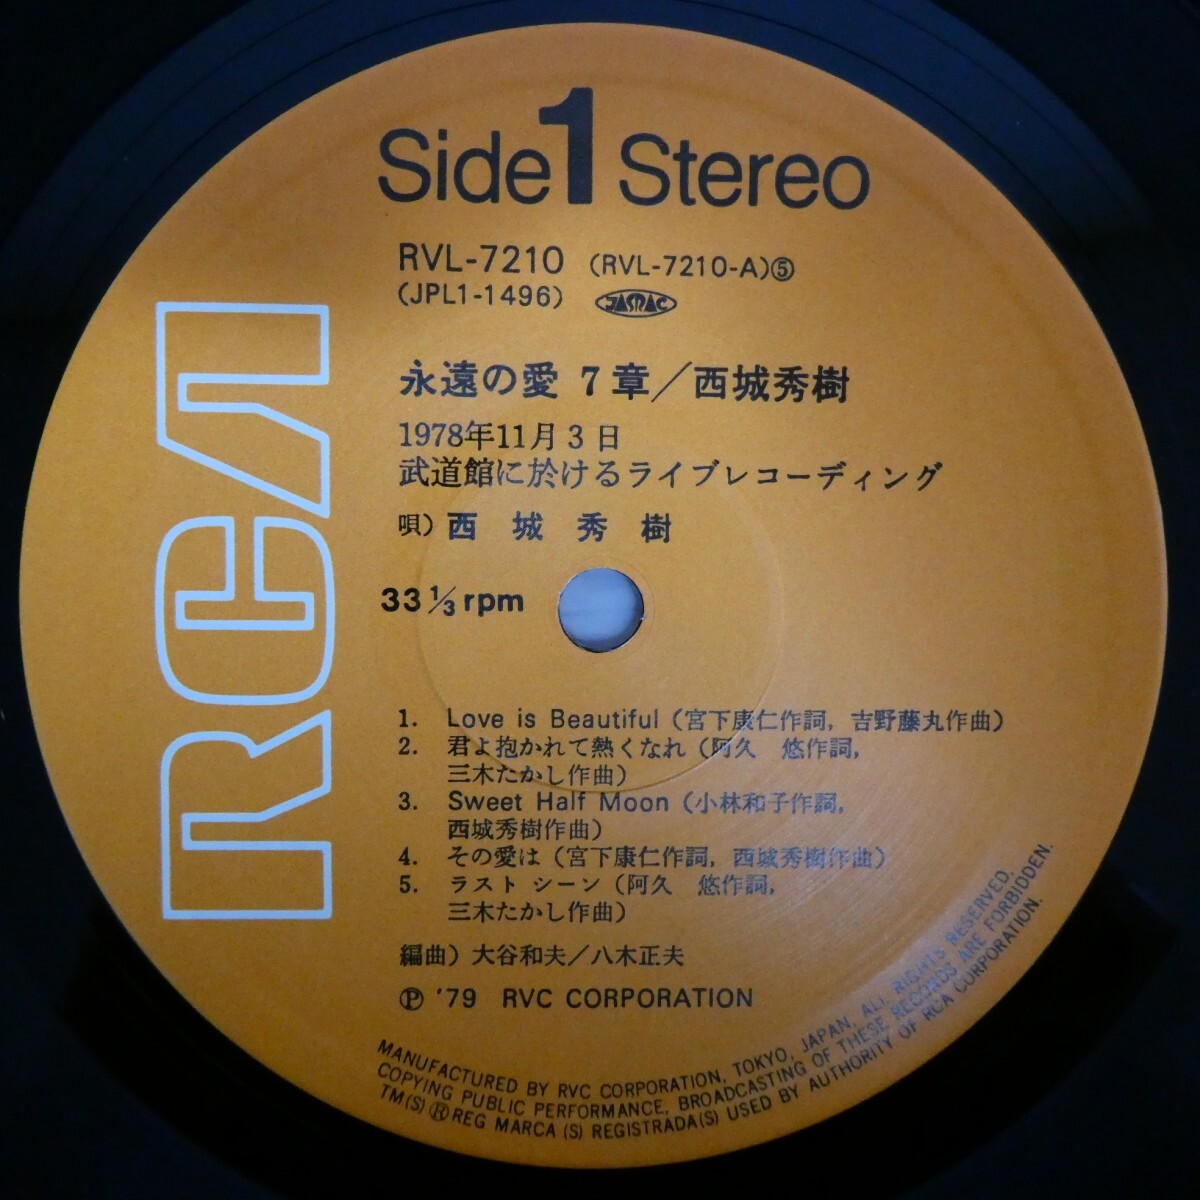 Side 1 Stereo
RVL-7210 (RVL-7210-A)⑤
(JPL1-1496) JASRAC
RCA
永遠の愛 7章／西城秀樹
1978年11月3日
武道館に於けるライブレコーディング
唄) 西城秀樹
33 1/3 rpm
1. Love is Beautiful (宮下康仁作詞, 吉野藤丸作曲)
2. 君よ抱かれて熱くなれ (阿久 悠作詞,
三木たかし作曲)
3. Sweet Half Moon (小林和子作詞,
西城秀樹作曲)
4. その愛は (宮下康仁作詞, 西城秀樹作曲)
5. ラスト シーン (阿久 悠作詞,
三木たかし作曲)
編曲) 大谷和夫／八木正夫
Ⓟ '79 RVC CORPORATION
MANUFACTURED BY RVC CORPORATION, TOKYO, JAPAN. ALL RIGHTS RESERVED.
COPYING PUBLIC PERFORMANCE, BROADCASTING OF THESE RECORDS ARE FORBIDDEN.
TM(S) ® REG MARCA (S) REGISTRADA(S) USED BY AUTHORITY OF RCA CORPORATION.